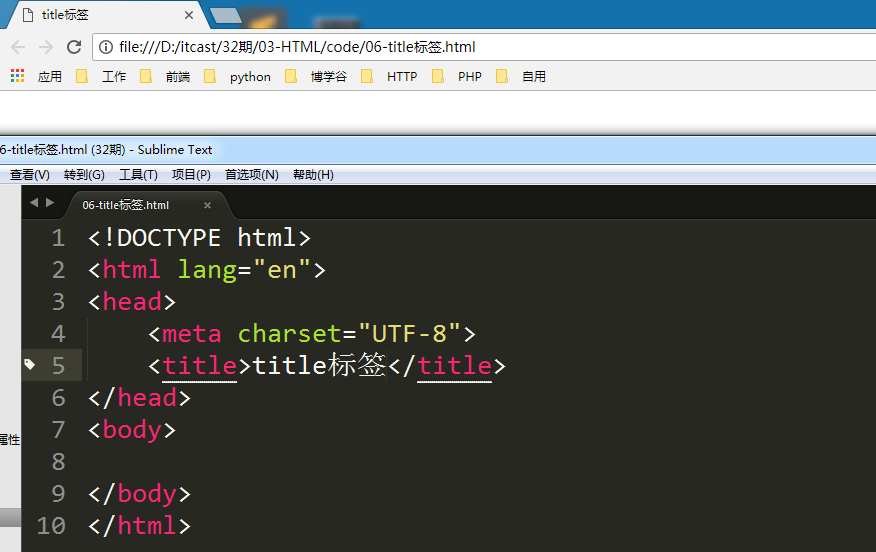 title标签
file:///D:/itcast/32期/03-HTML/code/06-title标签.html
应用 工作 前端 python 博学谷 HTTP PHP 自用
6-title标签.html (32期) - Sublime Text
查看(V) 转到(G) 工具(T) 项目(P) 首选项(N) 帮助(H)
06-title标签.html
1 <!DOCTYPE html>
2 <html lang="en">
3 <head>
4 <meta charset="UTF-8">
5 <title>title标签</title>
6 </head>
7 <body>
属性
8
9 </body>
10 </html>